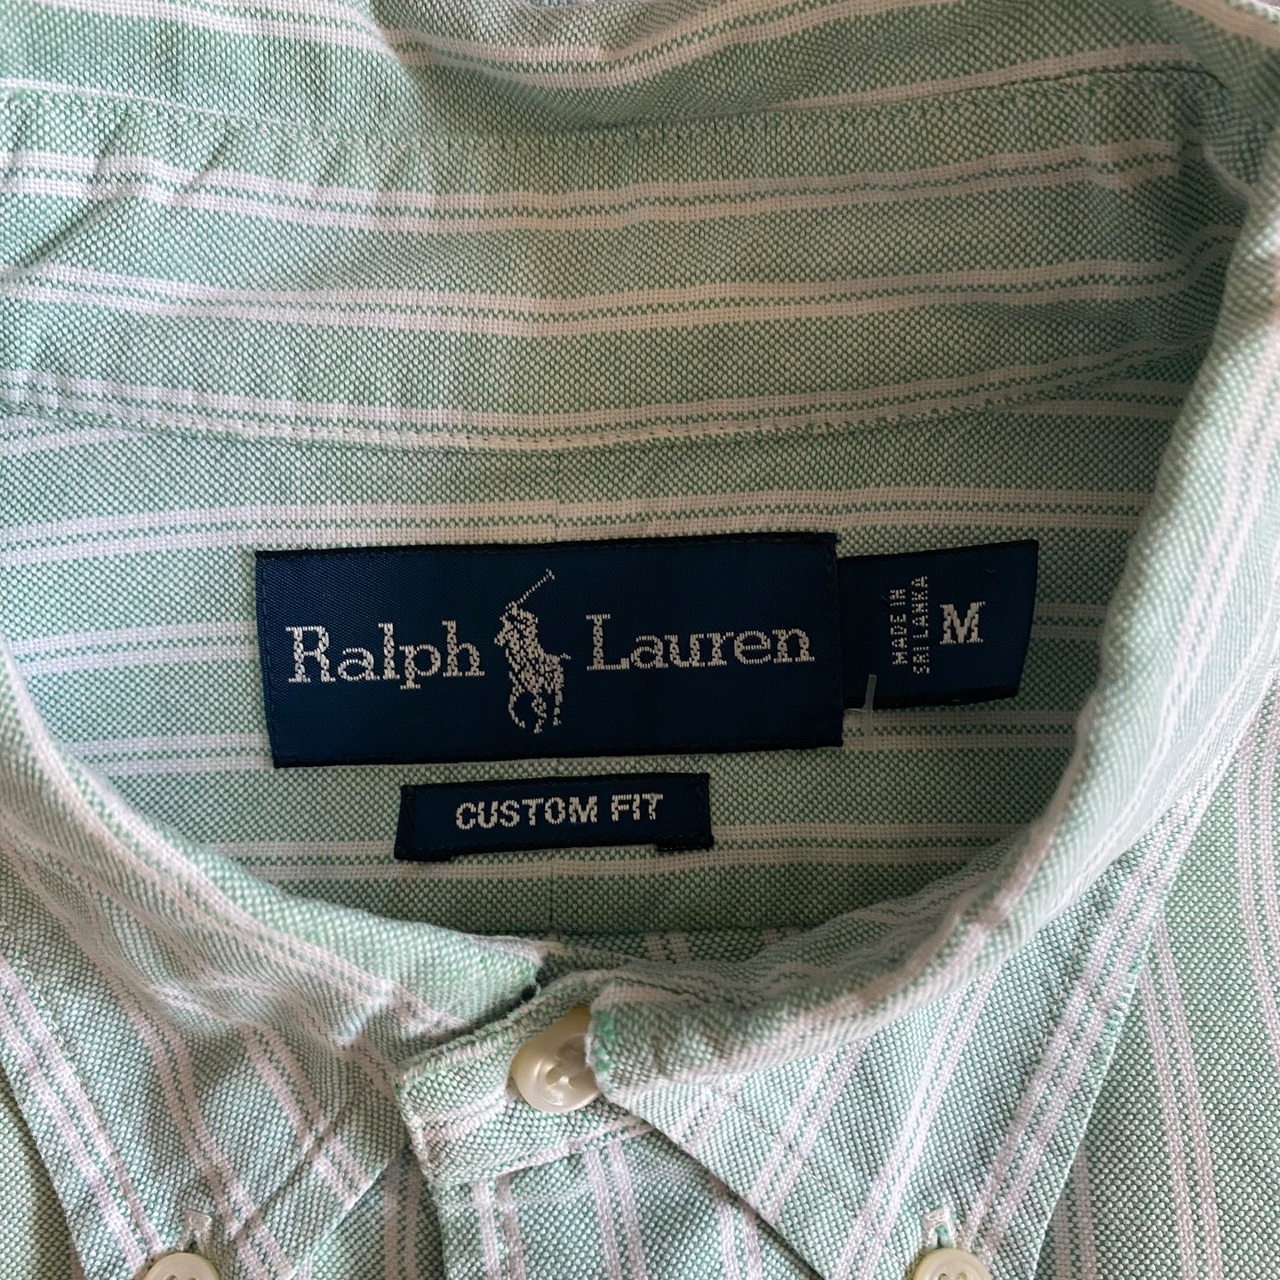 Ralph Lauren
MADE IN
SRI LANKA
M
CUSTOM FIT